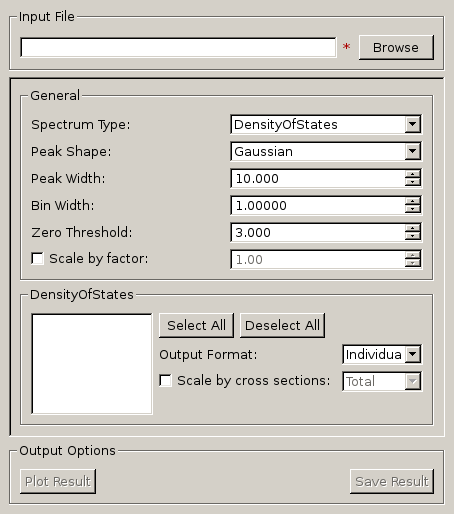 Input File
* Browse
General
Spectrum Type: DensityOfStates
Peak Shape: Gaussian
Peak Width: 10.000
Bin Width: 1.00000
Zero Threshold: 3.000
Scale by factor: 1.00
DensityOfStates
Select All Deselect All
Output Format: Individua
Scale by cross sections: Total
Output Options
Plot Result Save Result